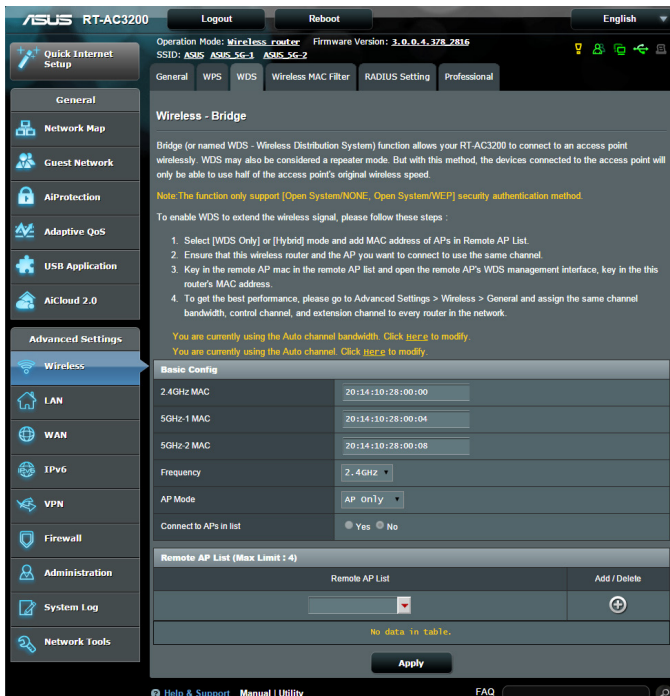 ASUS RT-AC3200 Logout Reboot English
Quick Internet Setup
General
Network Map
Guest Network
AiProtection
Adaptive QoS
USB Application
AiCloud 2.0
Advanced Settings
Wireless
LAN
WAN
IPv6
VPN
Firewall
Administration
System Log
Network Tools
Operation Mode: Wireless router Firmware Version: 3.0.0.4.378_2816
SSID: ASUS ASUS_5G-1 ASUS_5G-2
General WPS WDS Wireless MAC Filter RADIUS Setting Professional
Wireless - Bridge
Bridge (or named WDS - Wireless Distribution System) function allows your RT-AC3200 to connect to an access point
wirelessly. WDS may also be considered a repeater mode. But with this method, the devices connected to the access point will
only be able to use half of the access point's original wireless speed.
Note:The function only support [Open System/NONE, Open System/WEP] security authentication method.
To enable WDS to extend the wireless signal, please follow these steps :
1. Select [WDS Only] or [Hybrid] mode and add MAC address of APs in Remote AP List.
2. Ensure that this wireless router and the AP you want to connect to use the same channel.
3. Key in the remote AP mac in the remote AP list and open the remote AP's WDS management interface, key in the this
router's MAC address.
4. To get the best performance, please go to Advanced Settings > Wireless > General and assign the same channel
bandwidth, control channel, and extension channel to every router in the network.
You are currently using the Auto channel bandwidth. Click Here to modify.
You are currently using the Auto channel. Click Here to modify.
Basic Config
2.4GHz MAC 20:14:10:28:00:00
5GHz-1 MAC 20:14:10:28:00:04
5GHz-2 MAC 20:14:10:28:00:08
Frequency 2.4GHz
AP Mode AP Only
Connect to APs in list Yes No
Remote AP List (Max Limit : 4)
Remote AP List Add / Delete
No data in table.
Apply
Help & Support Manual | Utility FAQ